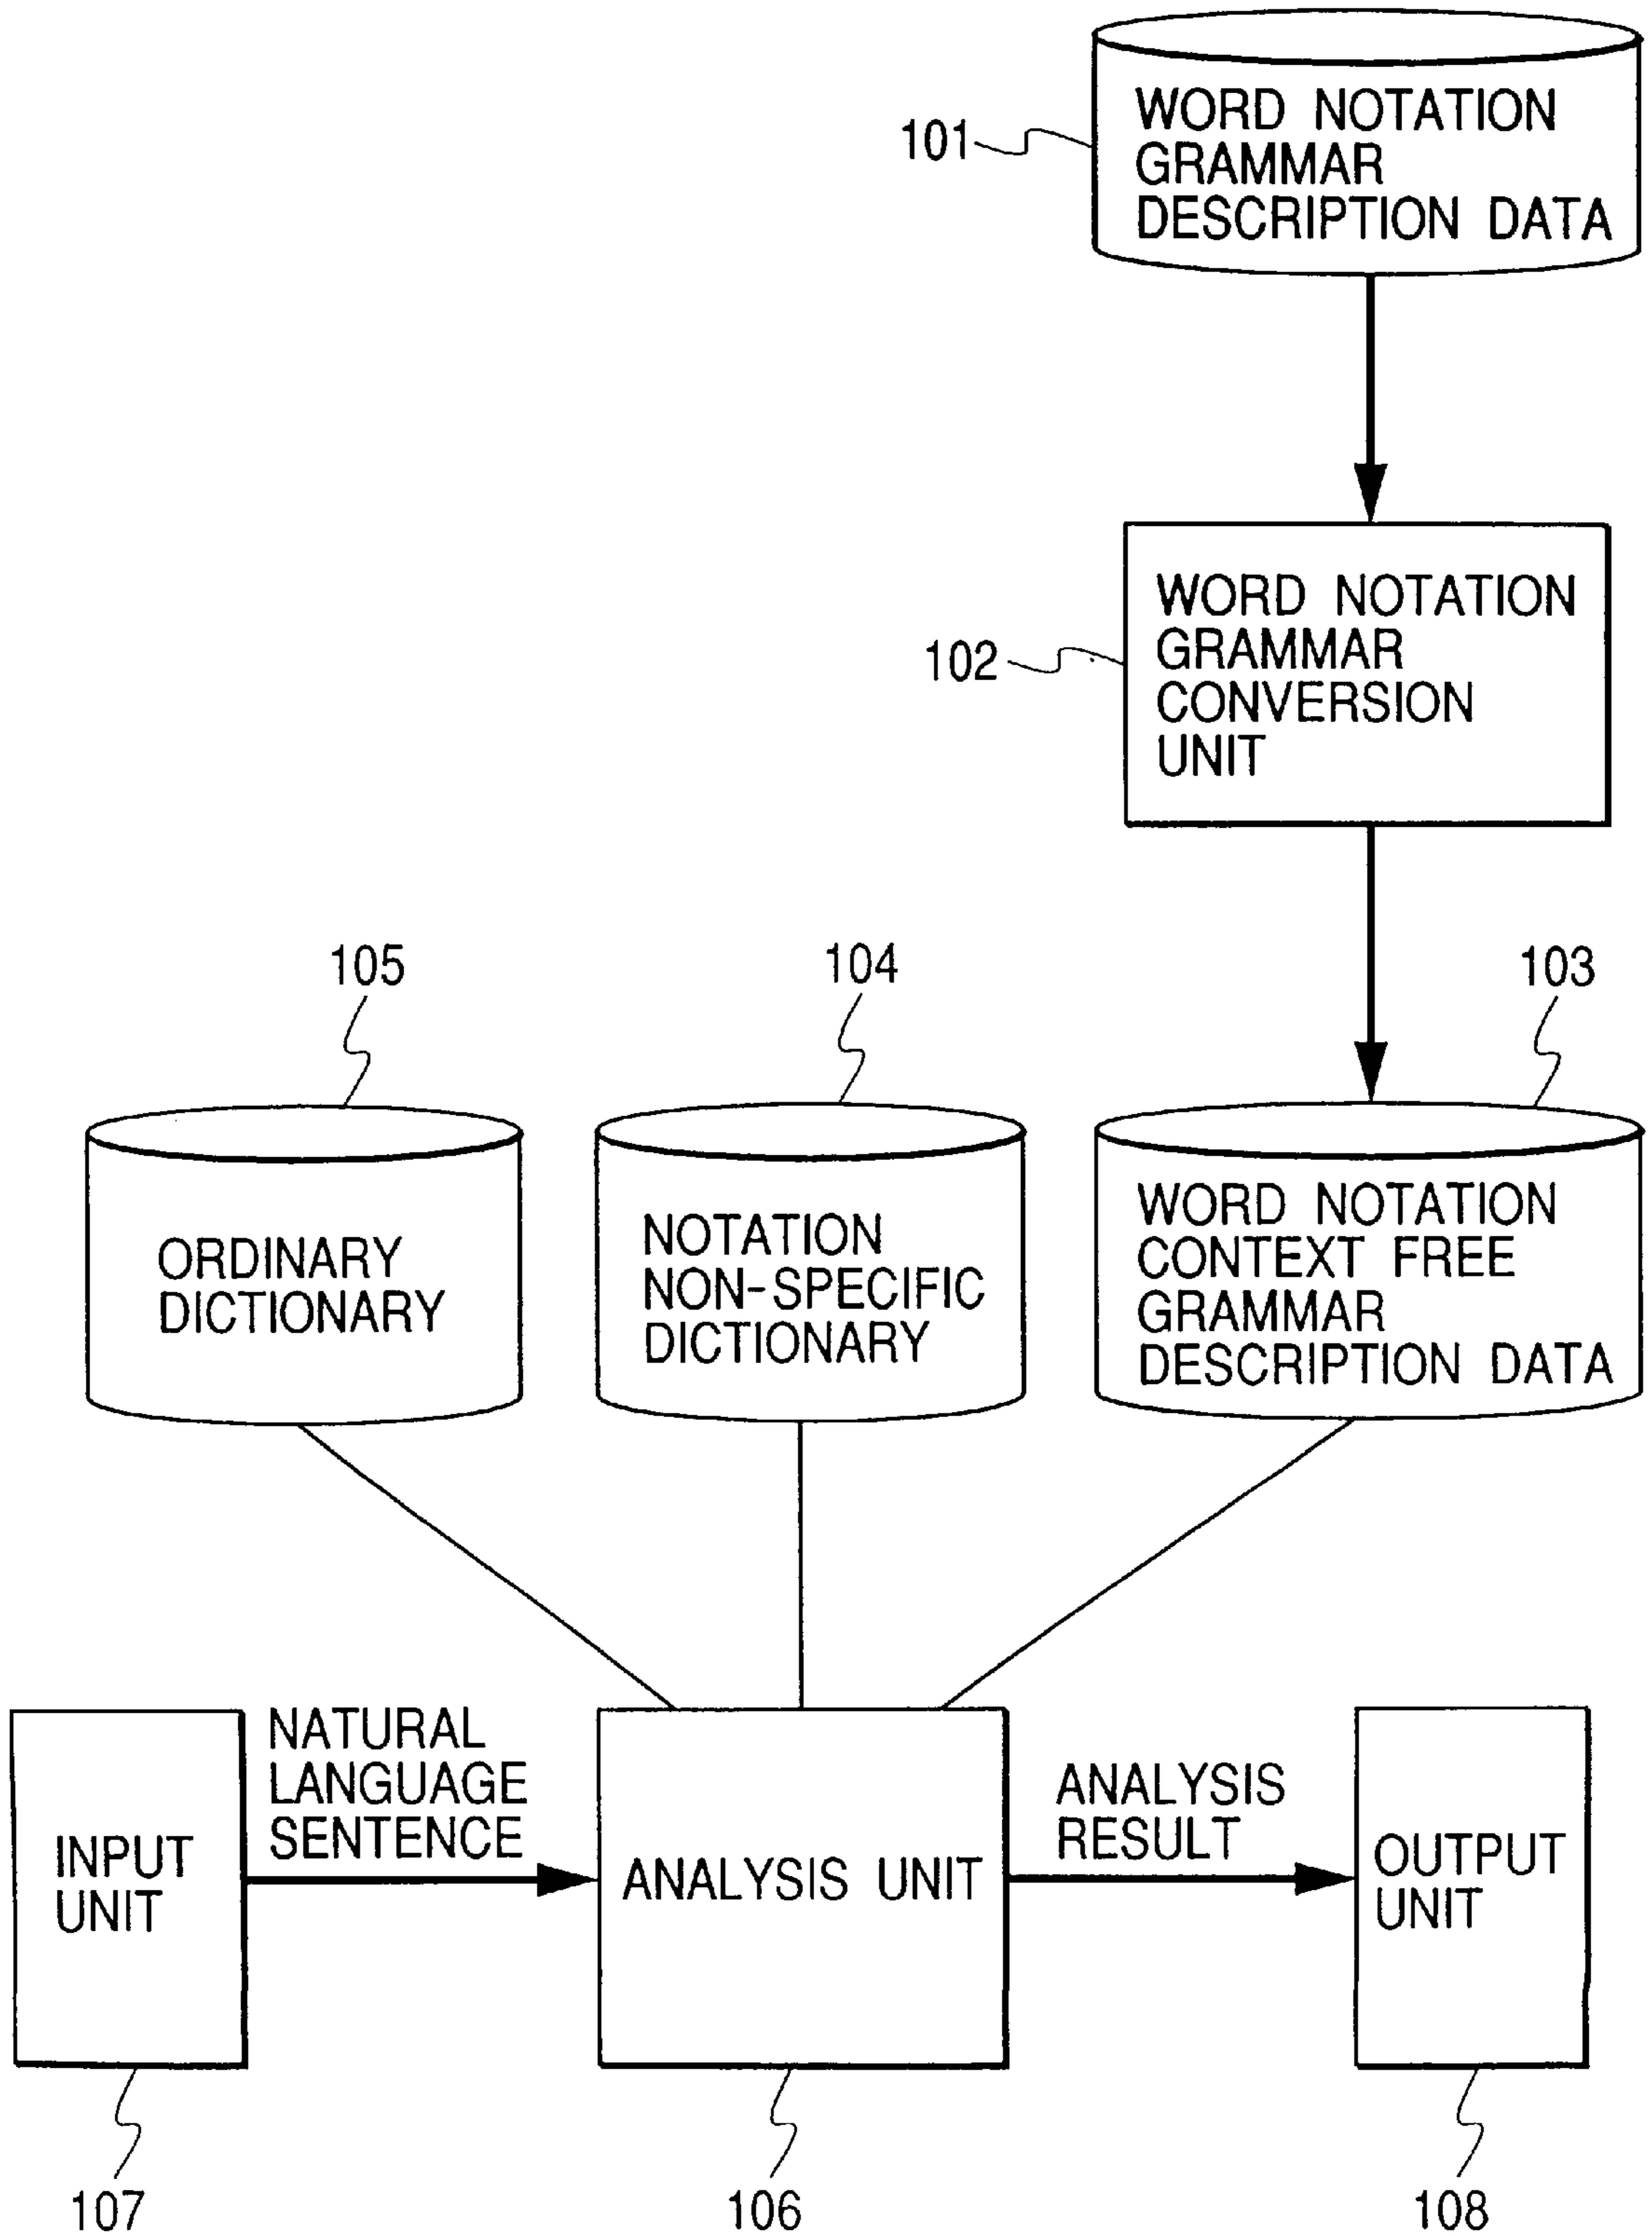 101
WORD NOTATION
GRAMMAR
DESCRIPTION DATA
102
WORD NOTATION
GRAMMAR
CONVERSION
UNIT
105
104
103
ORDINARY
DICTIONARY
NOTATION
NON-SPECIFIC
DICTIONARY
WORD NOTATION
CONTEXT FREE
GRAMMAR
DESCRIPTION DATA
INPUT
UNIT
NATURAL
LANGUAGE
SENTENCE
ANALYSIS UNIT
ANALYSIS
RESULT
OUTPUT
UNIT
107
106
108